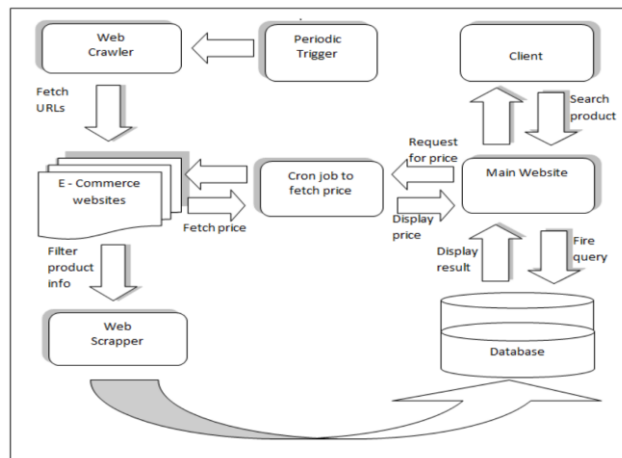 Web
Crawler
Periodic
Trigger
Client
Fetch
URLs
Search
product
Request
for price
E - Commerce
websites
Cron job to
fetch price
Main Website
Fetch price
Display
price
Filter
product
info
Display
result
Fire
query
Web
Scrapper
Database